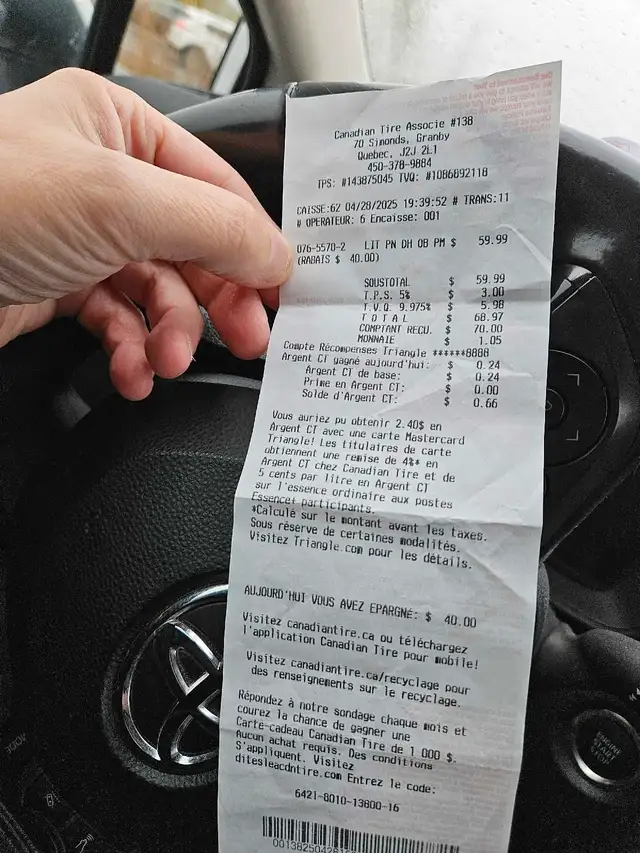 Canadian Tire Associe #138
70 Simonds, Granby
Quebec, J2J 2L1
450-378-9884
TPS: #143875045 TVQ: #1086892118
CAISSE:62 04/28/2025 19:39:52 # TRANS:11
# OPERATEUR: 6 Encaisse: 001
076-5570-2 LIT PN DH OB PM $ 59.99
(RABAIS $ 40.00)
SOUSTOTAL $ 59.99
T.P.S. 5% $ 3.00
T.V.Q. 9.975% $ 5.98
T O T A L $ 68.97
COMPTANT RECU. $ 70.00
MONNAIE $ 1.05
Compte Récompenses Triangle ******8888
Argent CT gagné aujourd'hui: $ 0.24
Argent CT de base: $ 0.24
Prime en Argent CT: $ 0.00
Solde d'Argent CT: $ 0.66
Vous auriez pu obtenir 2.40$ en
Argent CT avec une carte Mastercard
Triangle! Les titulaires de carte
obtiennent une remise de 4%* en
Argent CT chez Canadian Tire et de
5 cents par litre en Argent CT
sur l'essence ordinaire aux postes
Essence+ participants.
*Calculé sur le montant avant les taxes.
Sous réserve de certaines modalités.
Visitez Triangle.com pour les détails.
AUJOURD'HUI VOUS AVEZ EPARGNÉ: $ 40.00
Visitez canadiantire.ca ou téléchargez
l'application Canadian Tire pour mobile!
Visitez canadiantire.ca/recyclage pour
des renseignements sur le recyclage.
Répondez à notre sondage chaque mois et
courez la chance de gagner une
Carte-cadeau Canadian Tire de 1 000 $.
Aucun achat requis. Des conditions
S'appliquent. Visitez
ditesleacdntire.com Entrez le code:
6421-8010-13800-16
ENGINE
START
STOP
MODE